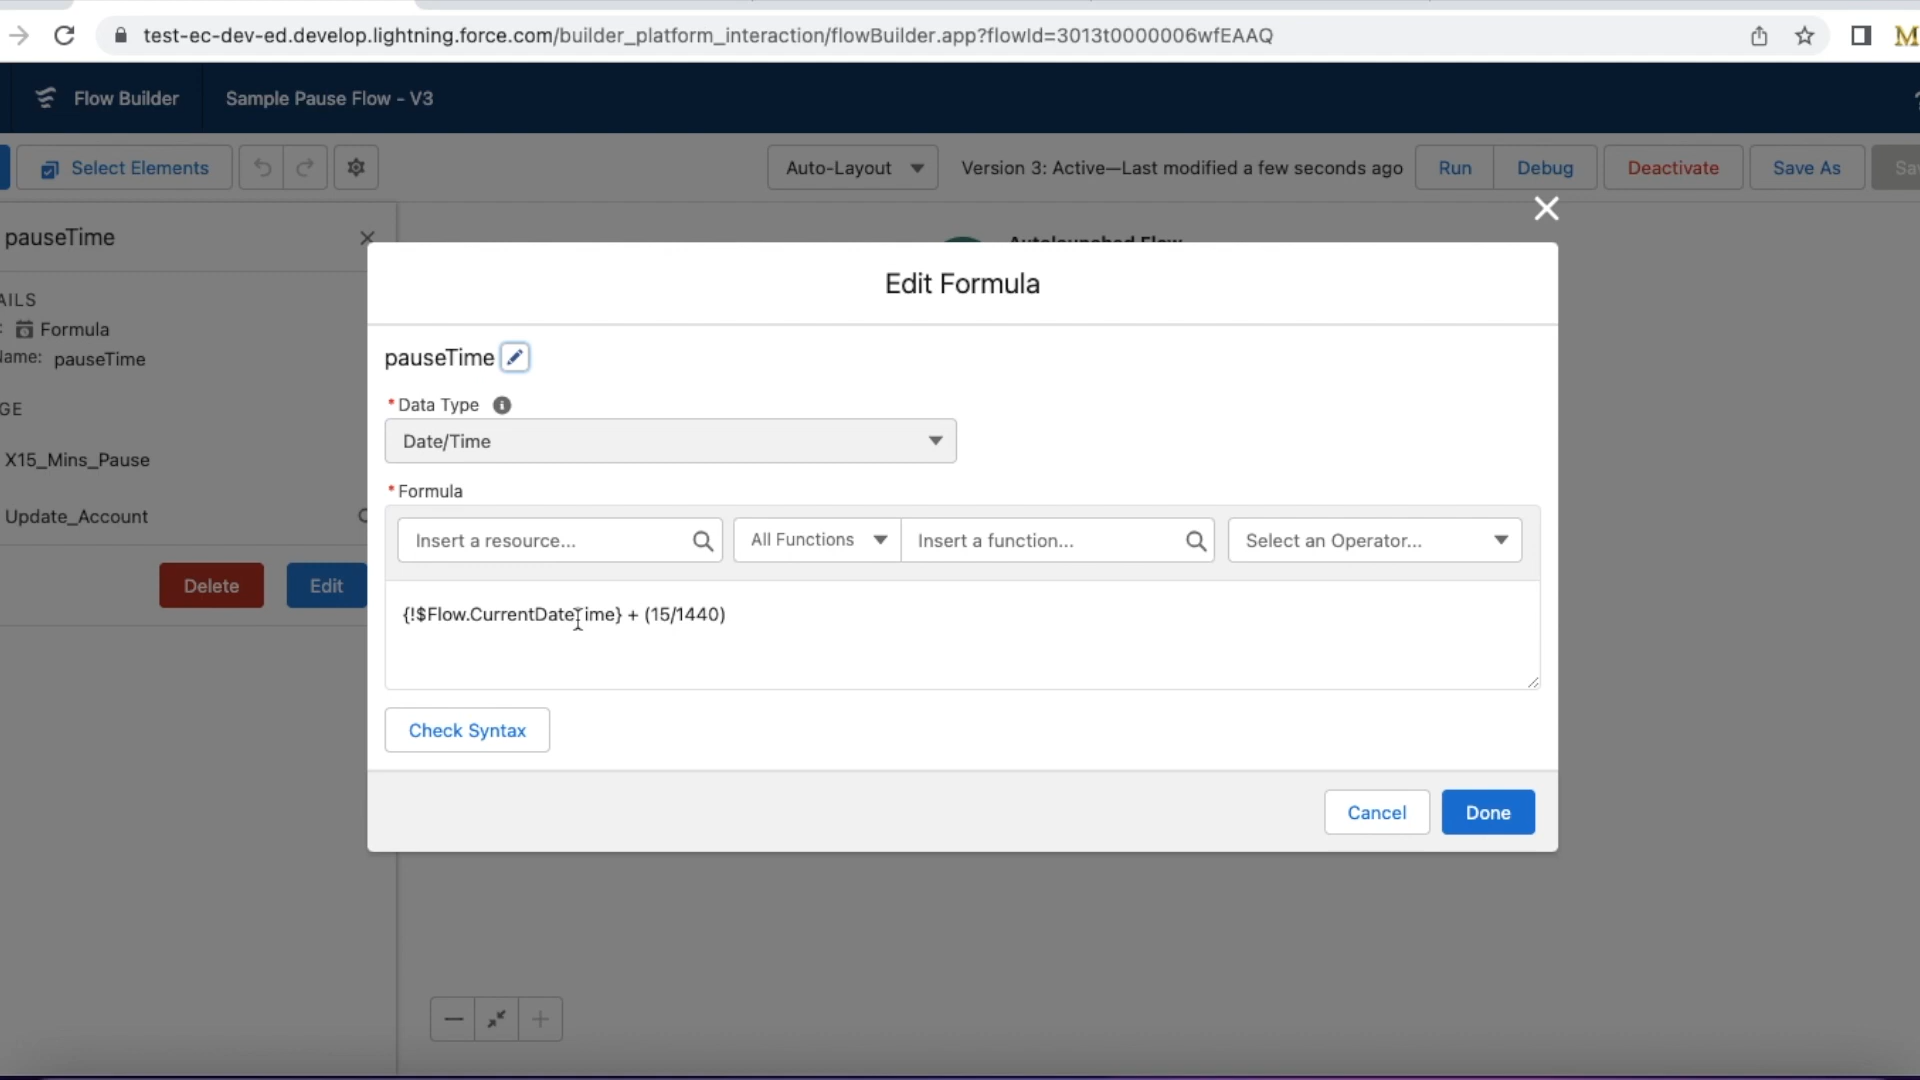 test-ec-dev-ed.develop.lightning.force.com/builder_platform_interaction/flowBuilder.app?flowId=3013t0000006wfEAAQ
M
Flow Builder
Sample Pause Flow - V3
Select Elements
Auto-Layout
Version 3: Active—Last modified a few seconds ago
Run
Debug
Deactivate
Save As
pauseTime
Autolaunched Flow
Edit Formula
Formula
pauseTime
pauseTime
* Data Type
Date/Time
X15_Mins_Pause
* Formula
Update_Account
Insert a resource...
All Functions
Insert a function...
Select an Operator...
Delete
Edit
{!$Flow.CurrentDateTime} + (15/1440)
Check Syntax
Cancel
Done